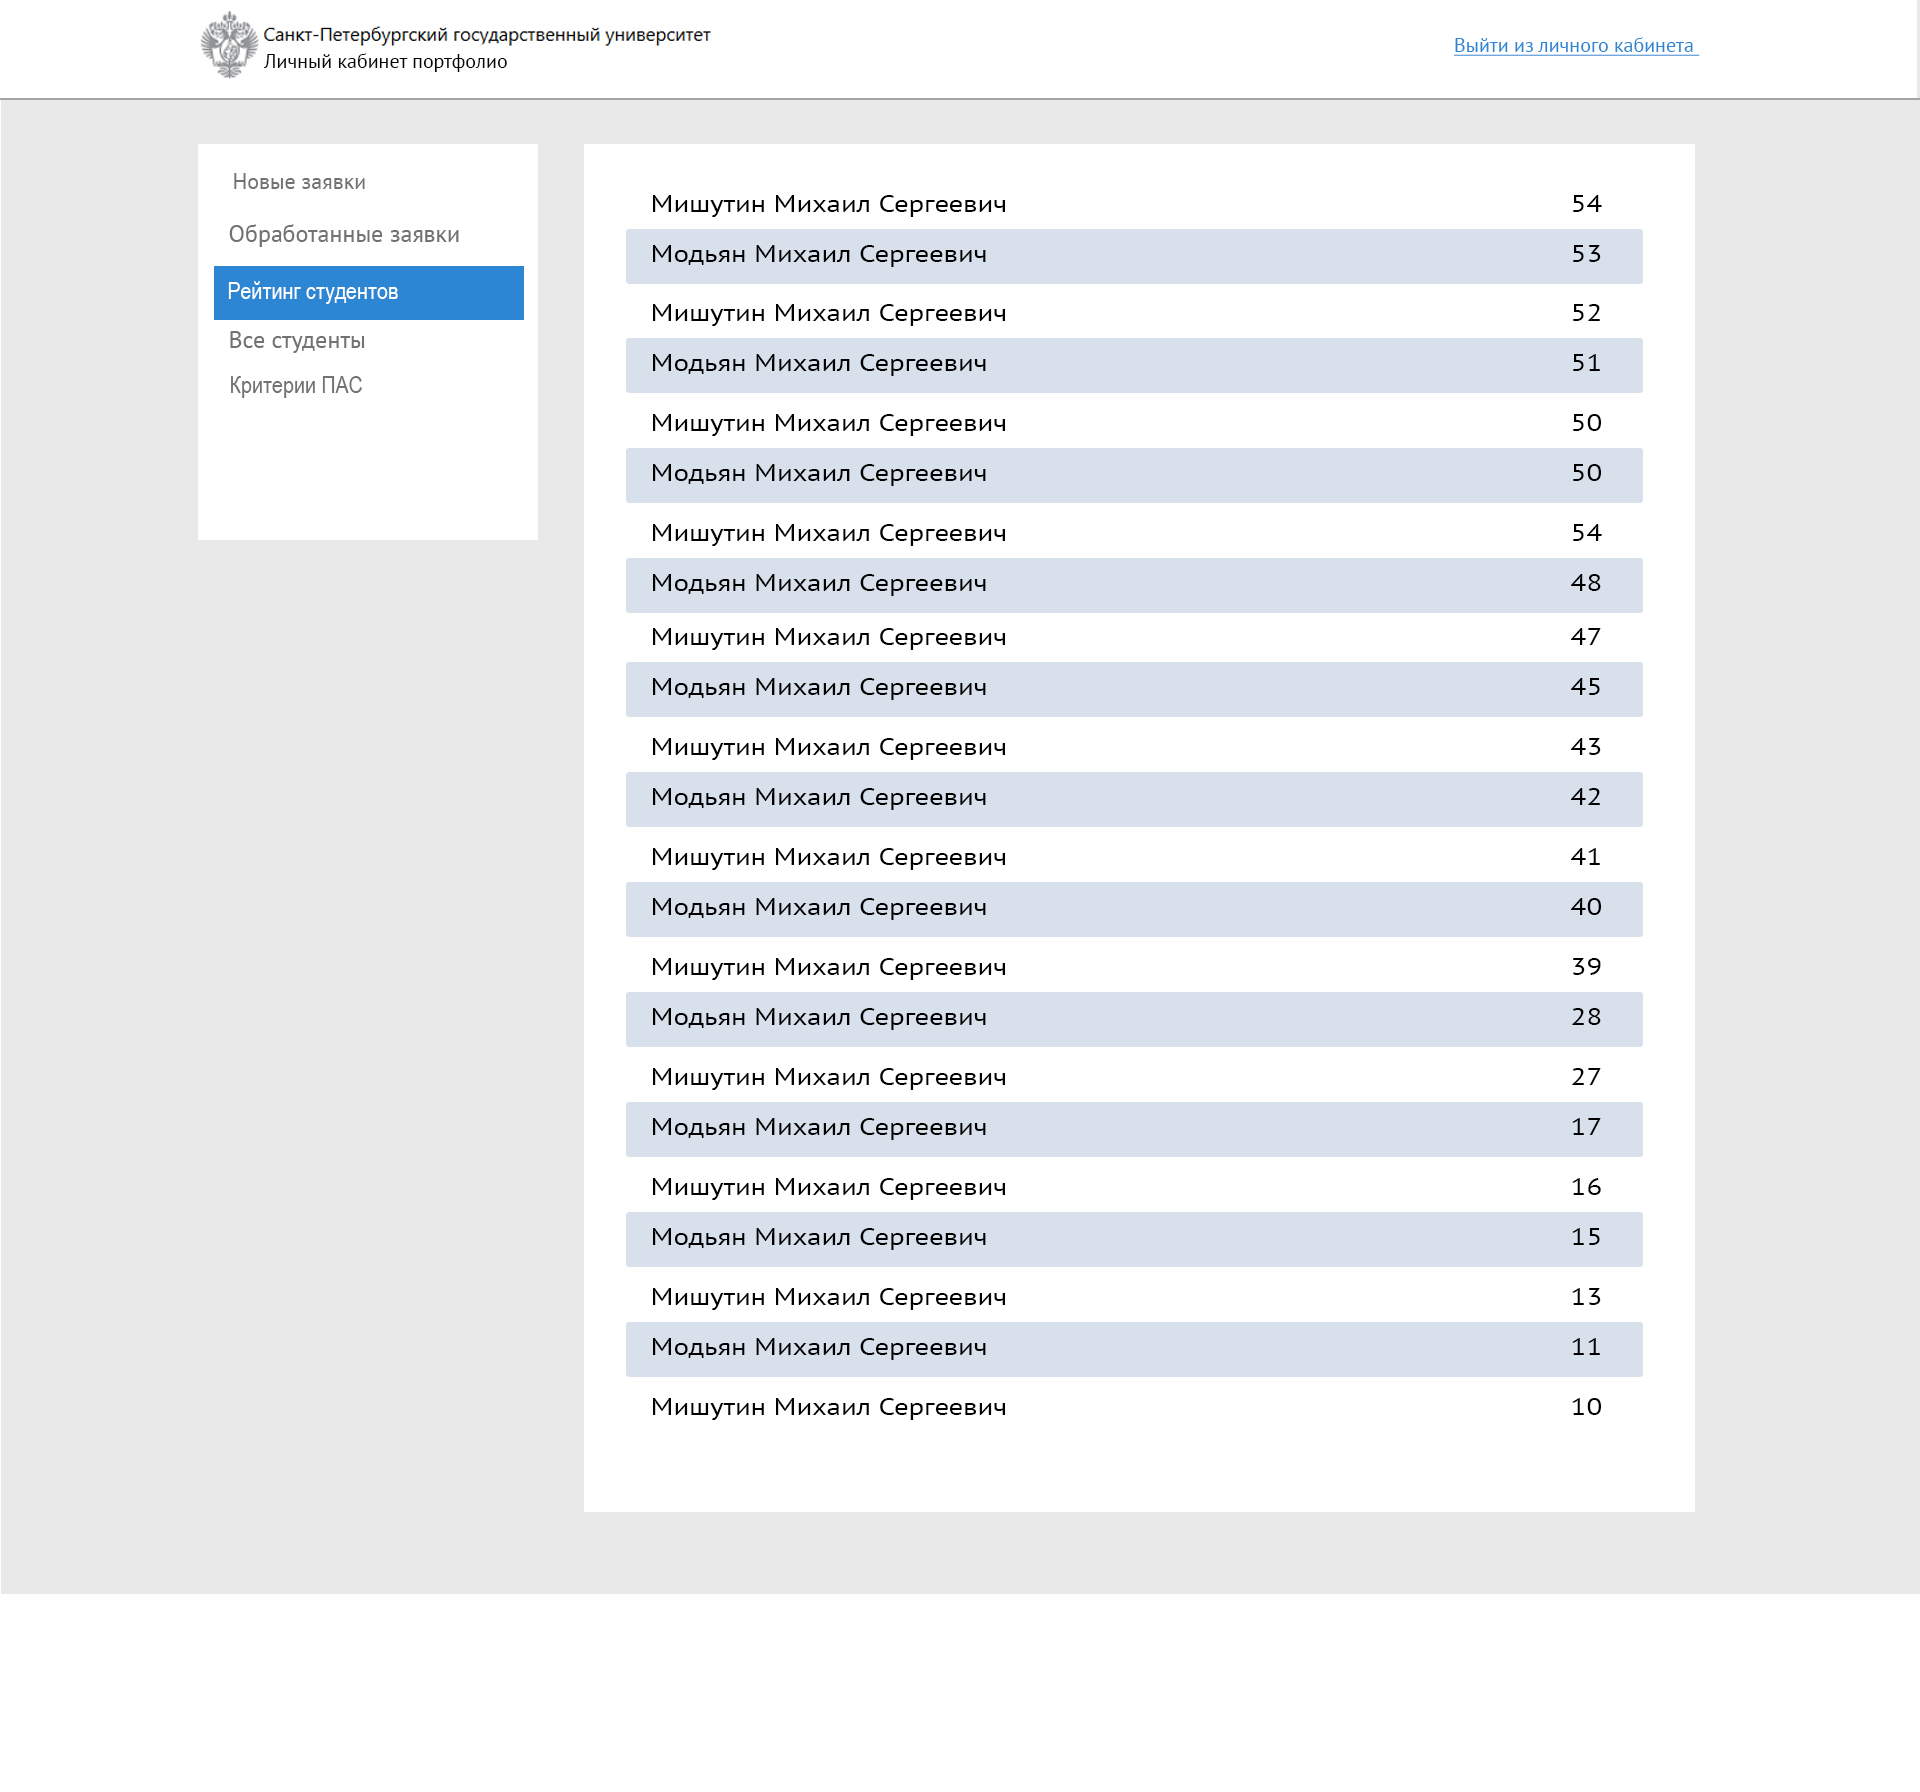 Санкт-Петербургский государственный университет
Личный кабинет портфолио
Выйти из личного кабинета
Новые заявки
Обработанные заявки
Рейтинг студентов
Все студенты
Критерии ПАС
Мишутин Михаил Сергеевич 54
Модьян Михаил Сергеевич 53
Мишутин Михаил Сергеевич 52
Модьян Михаил Сергеевич 51
Мишутин Михаил Сергеевич 50
Модьян Михаил Сергеевич 50
Мишутин Михаил Сергеевич 54
Модьян Михаил Сергеевич 48
Мишутин Михаил Сергеевич 47
Модьян Михаил Сергеевич 45
Мишутин Михаил Сергеевич 43
Модьян Михаил Сергеевич 42
Мишутин Михаил Сергеевич 41
Модьян Михаил Сергеевич 40
Мишутин Михаил Сергеевич 39
Модьян Михаил Сергеевич 28
Мишутин Михаил Сергеевич 27
Модьян Михаил Сергеевич 17
Мишутин Михаил Сергеевич 16
Модьян Михаил Сергеевич 15
Мишутин Михаил Сергеевич 13
Модьян Михаил Сергеевич 11
Мишутин Михаил Сергеевич 10